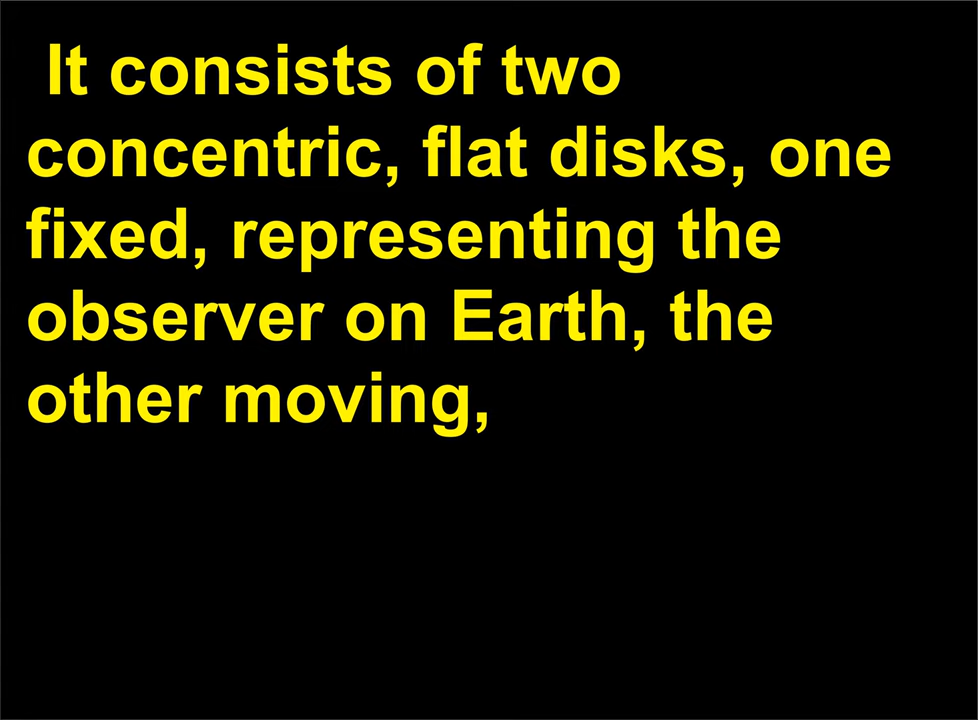 It consists of two
concentric, flat disks, one
fixed, representing the
observer on Earth, the
other moving,